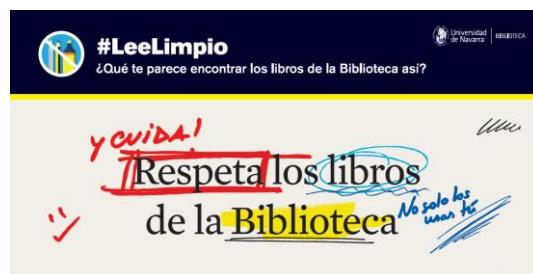 #LeeLimpio
¿Qué te parece encontrar los libros de la Biblioteca así?
Universidad
de Navarra
BIBLIOTECA
y CUIDA!
Respeta los libros
de la Biblioteca
No solo los
usas tú